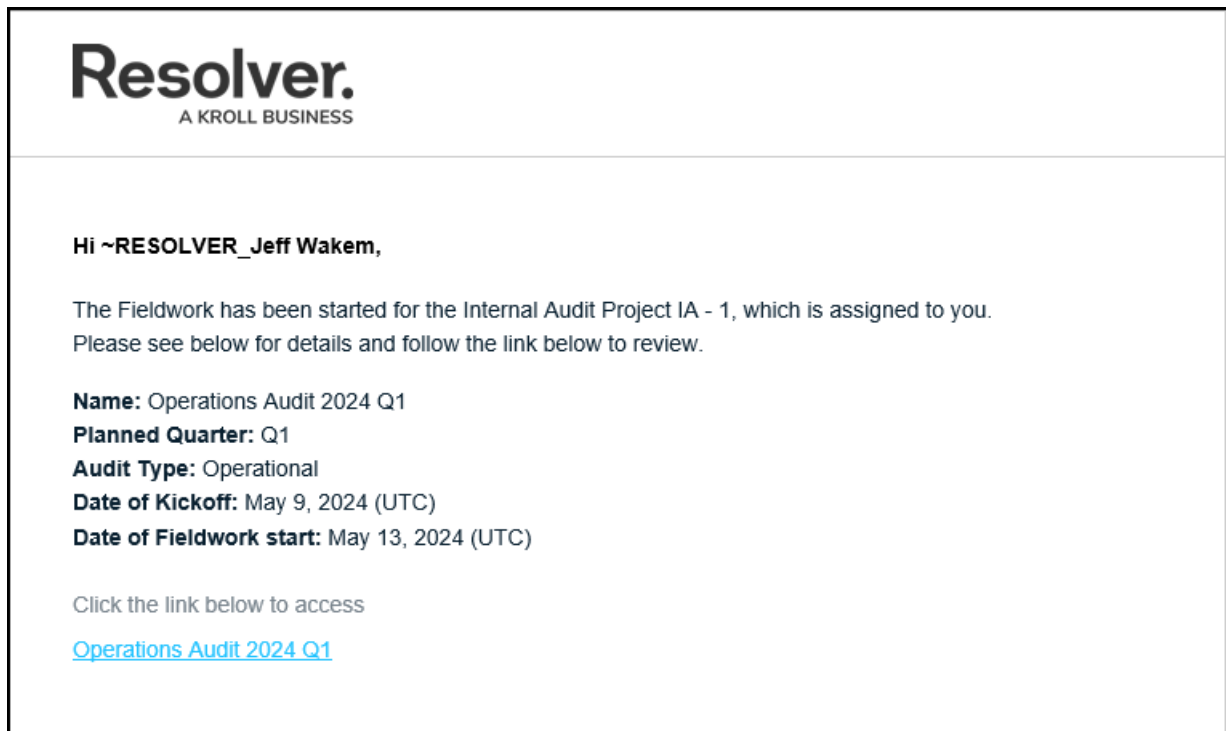 Resolver.
A KROLL BUSINESS
Hi ~RESOLVER_Jeff Wakem,
The Fieldwork has been started for the Internal Audit Project IA - 1, which is assigned to you.
Please see below for details and follow the link below to review.
Name: Operations Audit 2024 Q1
Planned Quarter: Q1
Audit Type: Operational
Date of Kickoff: May 9, 2024 (UTC)
Date of Fieldwork start: May 13, 2024 (UTC)
Click the link below to access
Operations Audit 2024 Q1